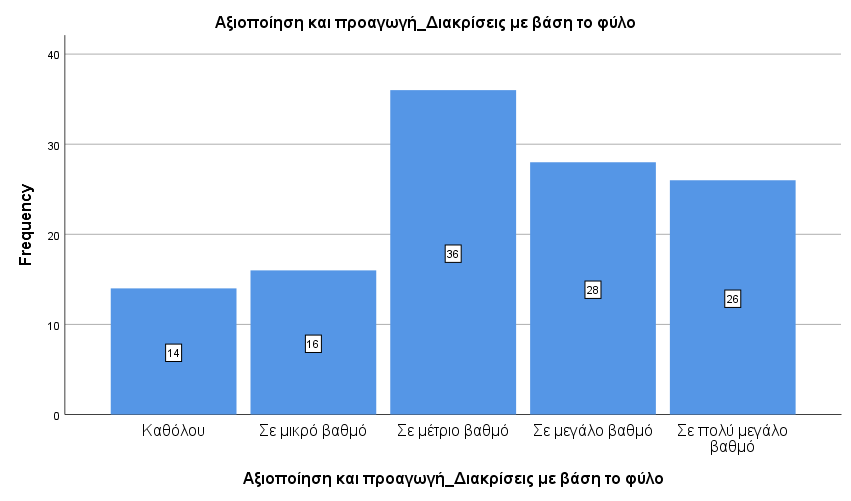 Αξιοποίηση και προαγωγή_Διακρίσεις με βάση το φύλο
40
30
20
10
0
Frequency
14
16
36
28
26
Καθόλου
Σε μικρό βαθμό
Σε μέτριο βαθμό
Σε μεγάλο βαθμό
Σε πολύ μεγάλο
βαθμό
Αξιοποίηση και προαγωγή_Διακρίσεις με βάση το φύλο